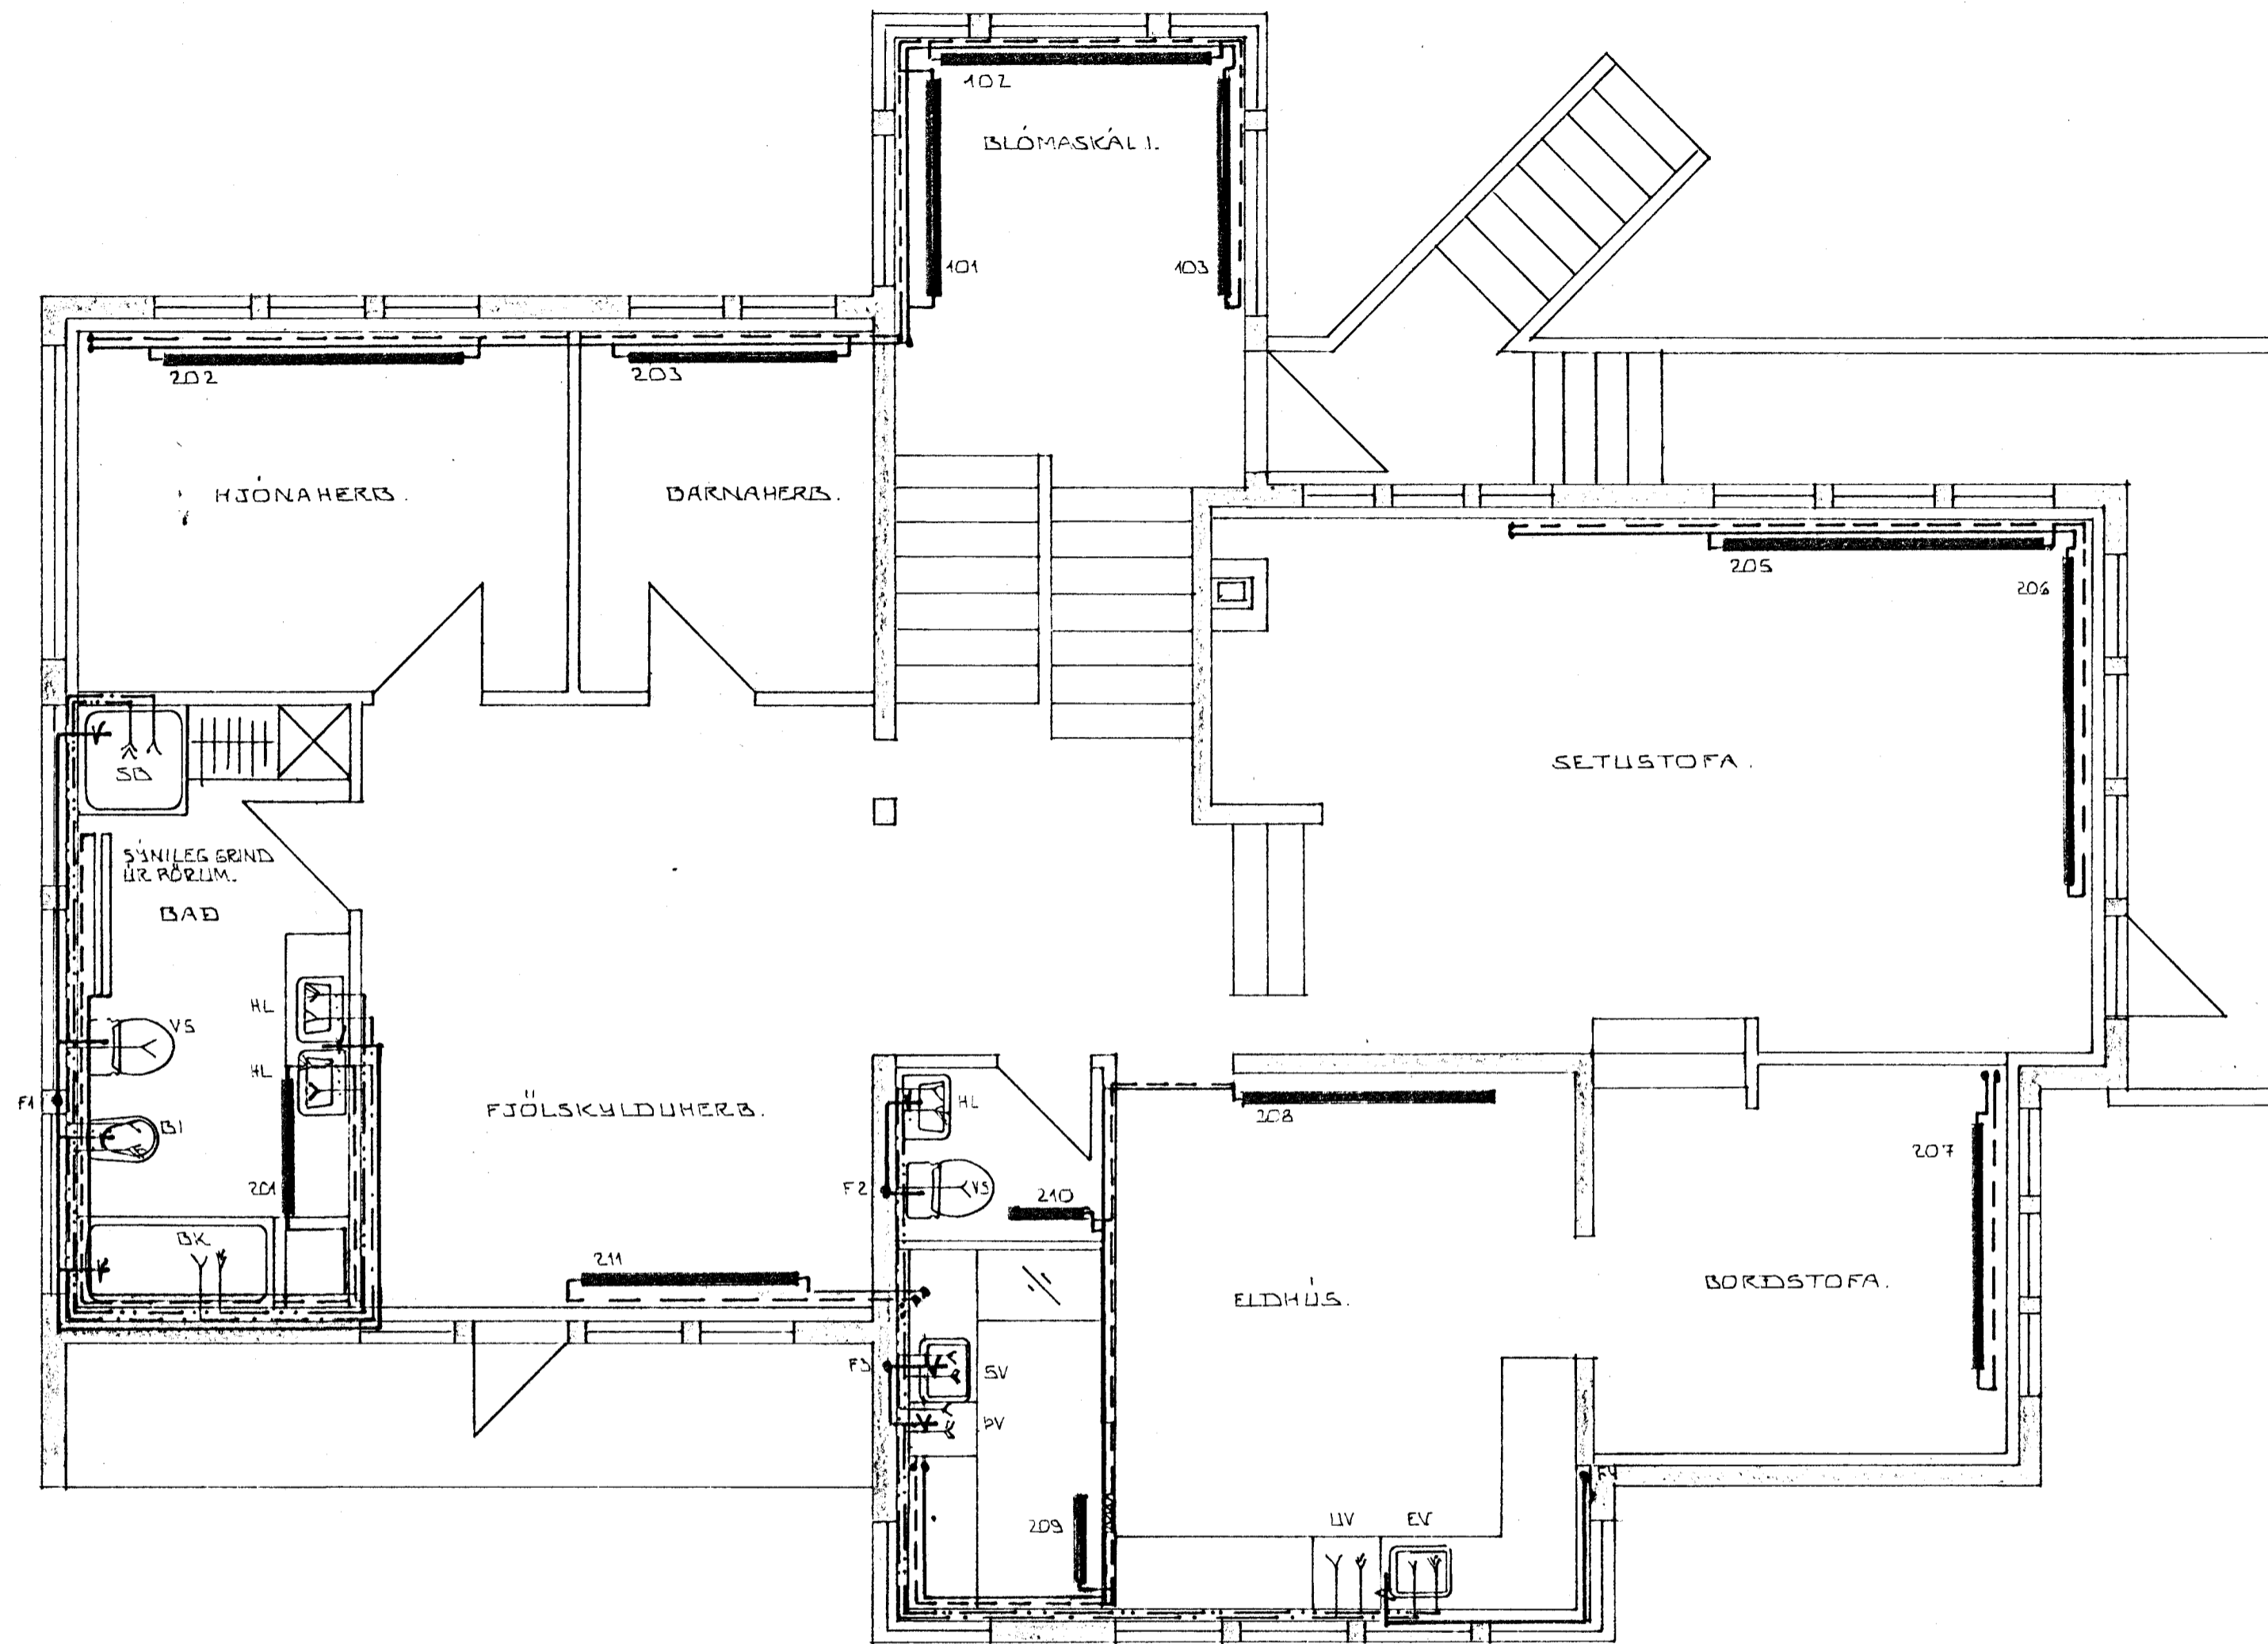 102
BLÓMASKÁLI.
101
103
202
203
HJÓNAHERB.
BARNAHERB.
205
206
SETUSTOFA.
SB
SÝNILEG GRIND
ÚR RÖRUM.
BAÐ
HL
VS
HL
F1
BI
201
BK
FJÖLSKYLDUHERB.
211
HL
F2
VS
210
208
207
ELDHÚS.
BORÐSTOFA.
F3
SV
ÞV
F4
209
UV
EV